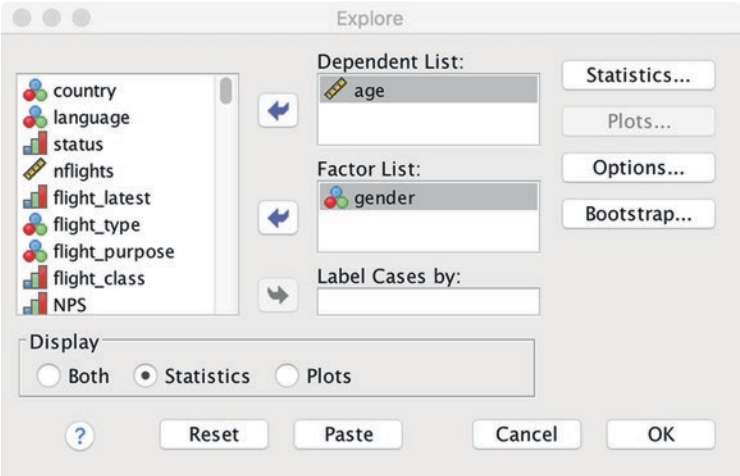 Explore
country
language
status
nflights
flight_latest
flight_type
flight_purpose
flight_class
NPS
Dependent List:
age
Factor List:
gender
Label Cases by:
Statistics...
Plots...
Options...
Bootstrap...
Display
Both Statistics Plots
? Reset Paste Cancel OK